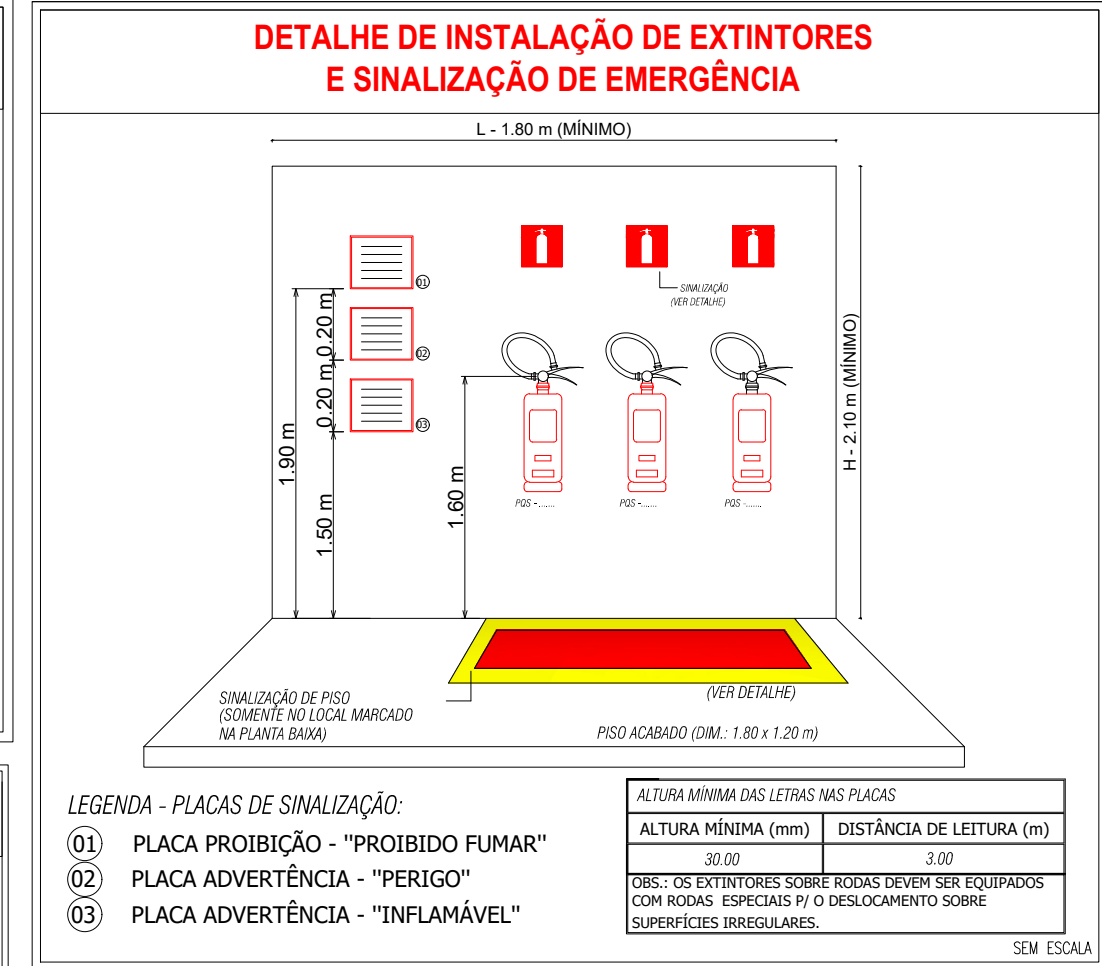 DETALHE DE INSTALAÇÃO DE EXTINTORES
E SINALIZAÇÃO DE EMERGÊNCIA
L - 1.80 m (MÍNIMO)
01
SINALIZAÇÃO
(VER DETALHE)
0.20 m
02
0.20 m
03
H - 2.10 m (MÍNIMO)
1.90 m
1.50 m
1.60 m
PQS -.......
PQS -......
PQS -......
SINALIZAÇÃO DE PISO
(SOMENTE NO LOCAL MARCADO
NA PLANTA BAIXA)
(VER DETALHE)
PISO ACABADO (DIM.: 1.80 x 1.20 m)
LEGENDA - PLACAS DE SINALIZAÇÃO:
01 PLACA PROIBIÇÃO - "PROIBIDO FUMAR"
02 PLACA ADVERTÊNCIA - "PERIGO"
03 PLACA ADVERTÊNCIA - "INFLAMÁVEL"
ALTURA MÍNIMA DAS LETRAS NAS PLACAS
ALTURA MÍNIMA (mm) DISTÂNCIA DE LEITURA (m)
30.00 3.00
OBS.: OS EXTINTORES SOBRE RODAS DEVEM SER EQUIPADOS
COM RODAS ESPECIAIS P/ O DESLOCAMENTO SOBRE
SUPERFÍCIES IRREGULARES.
SEM ESCALA